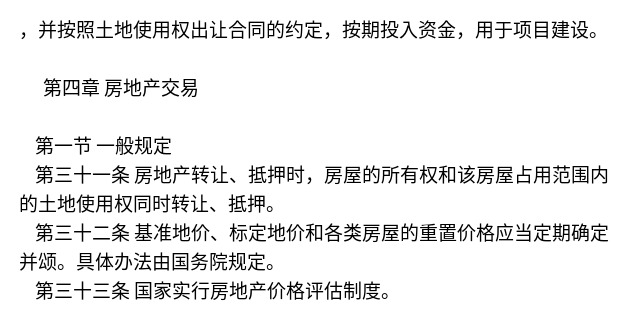 ，并按照土地使用权出让合同的约定，按期投入资金，用于项目建设。
第四章 房地产交易
第一节 一般规定
第三十一条 房地产转让、抵押时，房屋的所有权和该房屋占用范围内
的土地使用权同时转让、抵押。
第三十二条 基准地价、标定地价和各类房屋的重置价格应当定期确定
并颂。具体办法由国务院规定。
第三十三条 国家实行房地产价格评估制度。